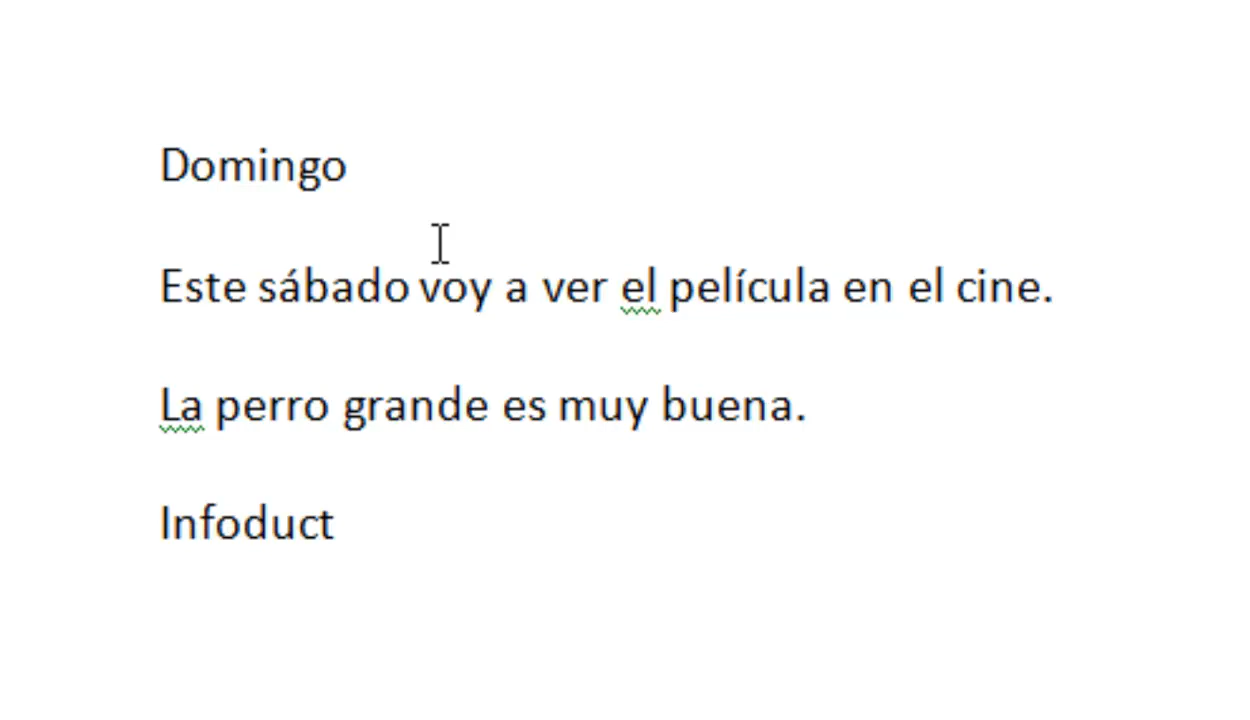 Domingo
Este sábado voy a ver el película en el cine.
La perro grande es muy buena.
Infoduct